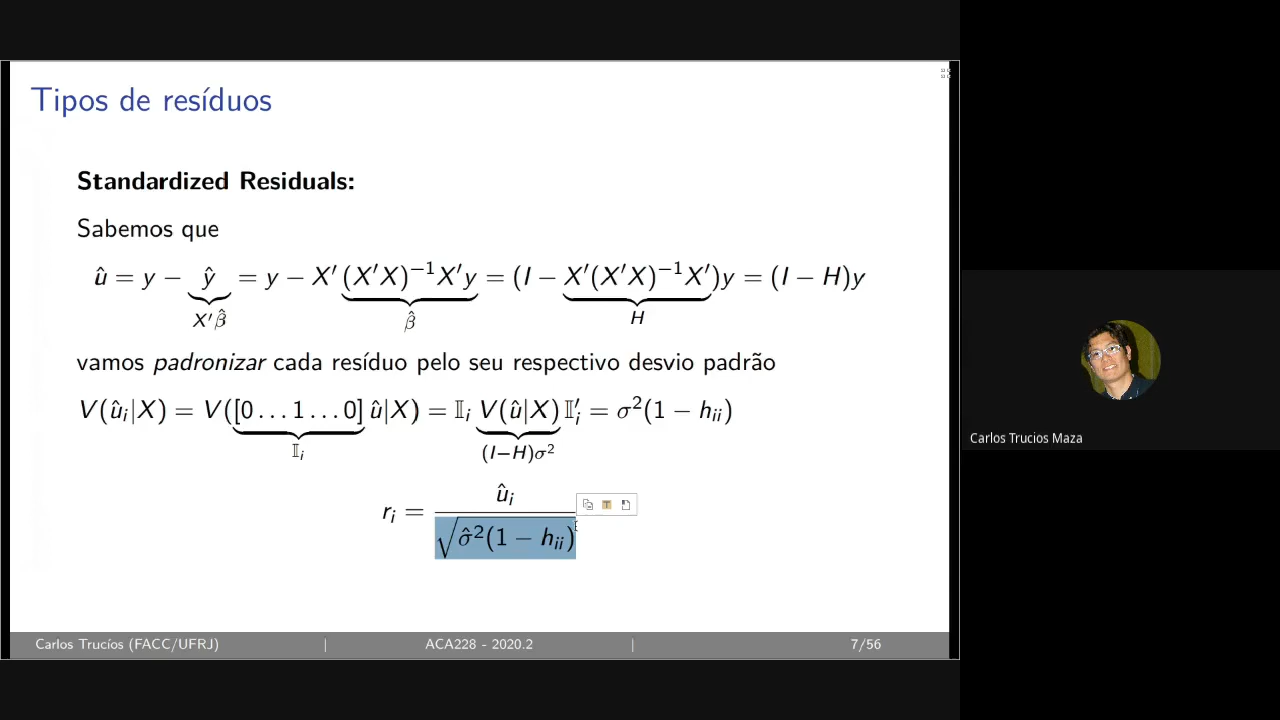 Tipos de resíduos
Standardized Residuals:
Sabemos que
û = y − ŷ = y − X′(X′X)⁻¹X′y = (I − X′(X′X)⁻¹X′)y = (I − H)y
X′β̂ β̂ H
vamos padronizar cada resíduo pelo seu respectivo desvio padrão
V(ûᵢ|X) = V([0…1…0] û|X) = 𝕀ᵢ V(û|X) 𝕀ᵢ′ = σ²(1 − hᵢᵢ)
𝕀ᵢ (I−H)σ²
rᵢ = ûᵢ / √σ̂²(1 − hᵢᵢ)
Carlos Trucíos (FACC/UFRJ) | ACA228 - 2020.2 | 7/56
Carlos Trucios Maza